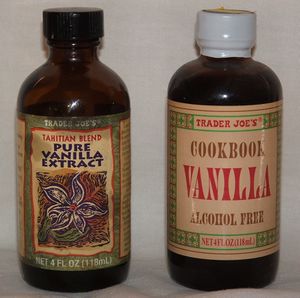 TRADER JOE'S
TAHITIAN BLEND
PURE
VANILLA
EXTRACT
NET 4 FL OZ (118mL)
TRADER JOE'S
COOKBOOK
VANILLA
ALCOHOL FREE
NET 4 FL OZ. (118mL)